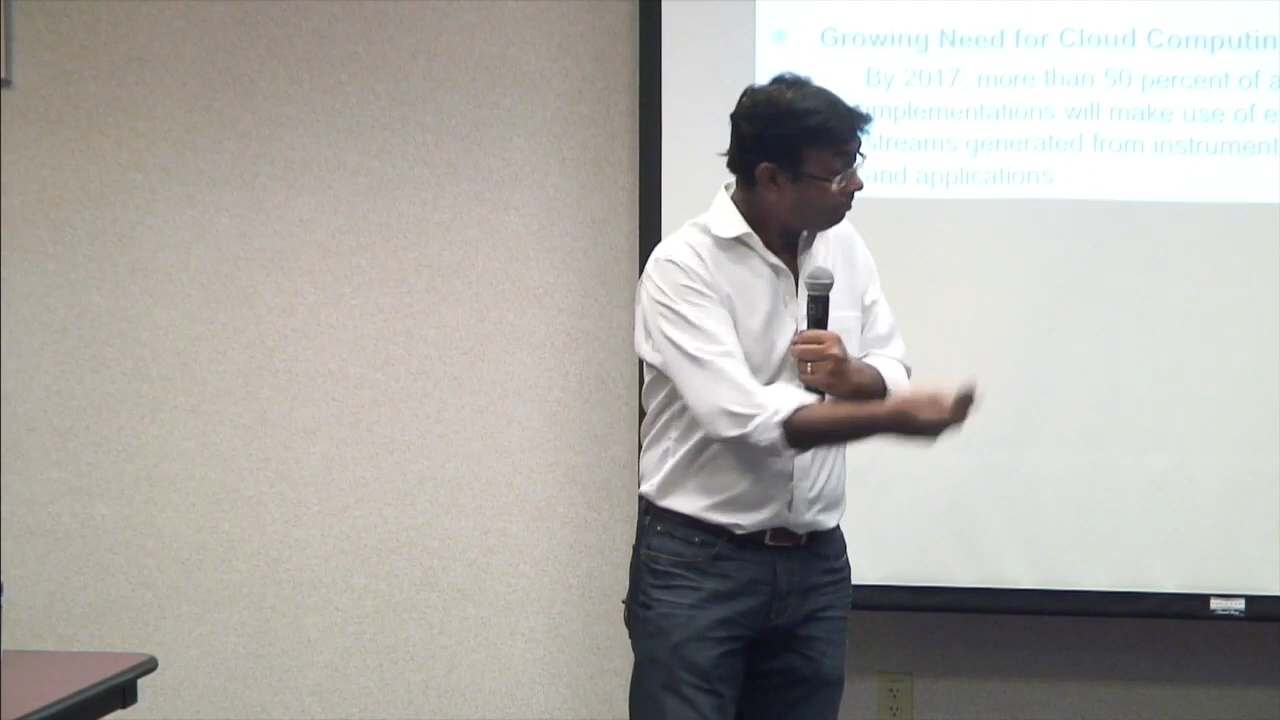 Growing Need for Cloud Computin
By 2017, more than 50 percent of a
implementations will make use of e
streams generated from instrument
and applications